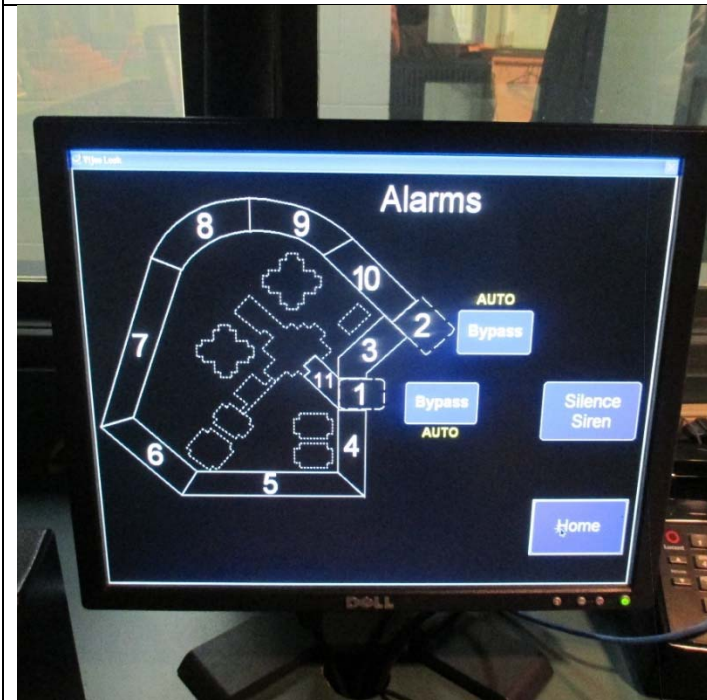 Alarms
8
9
10
AUTO
2
Bypass
7
3
11
1
Bypass
Silence
Siren
AUTO
4
6
5
Home
DELL